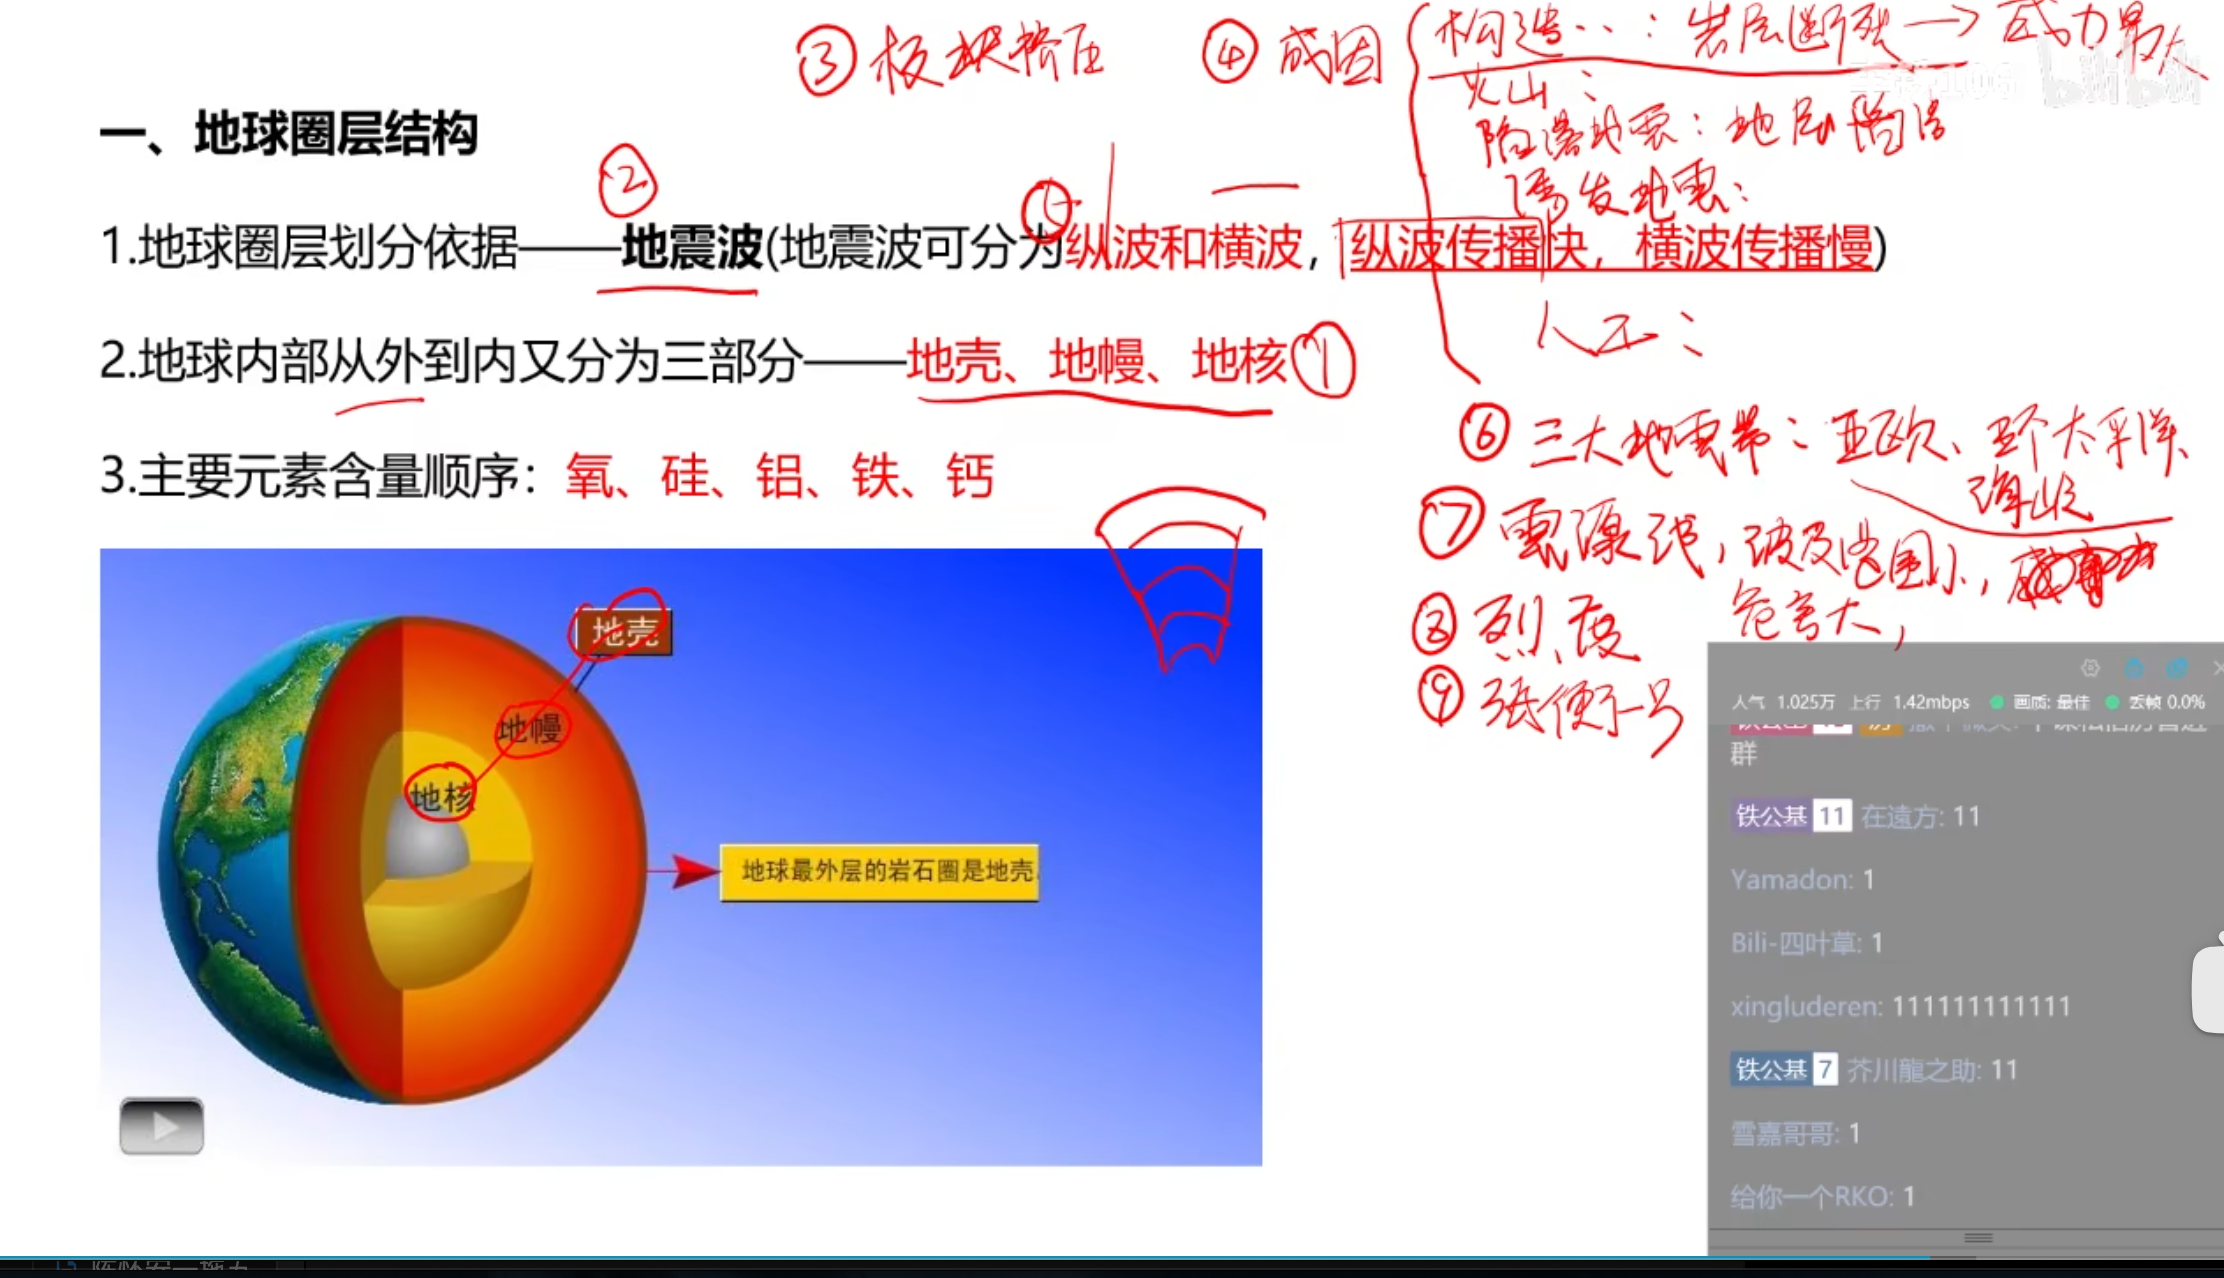 ③板块挤压 ④成因 构造··：岩层断裂→威力最大
bilibili
火山：
一、地球圈层结构
陷落地震：地层陷落
②
诱发地震：
①
1.地球圈层划分依据——地震波(地震波可分为纵波和横波，纵波传播快，横波传播慢)
人工：
2.地球内部从外到内又分为三部分——地壳、地幔、地核①
⑥三大地震带：亚欧、环太平洋、
海岭
3.主要元素含量顺序：氧、硅、铝、铁、钙
⑦震源浅，波及范围小，
危害大，
⑧烈度
⑨张衡
地壳
地幔
地核
地球最外层的岩石圈是地壳
人气 1.025万 上行 1.42mbps 画质: 最佳 丢帧 0.0%
群
铁公基 11 在遠方: 11
Yamadon: 1
Bili-四叶草: 1
xingluderen: 111111111111
铁公基 7 芥川龍之助: 11
雪嘉哥哥: 1
给你一个RKO: 1